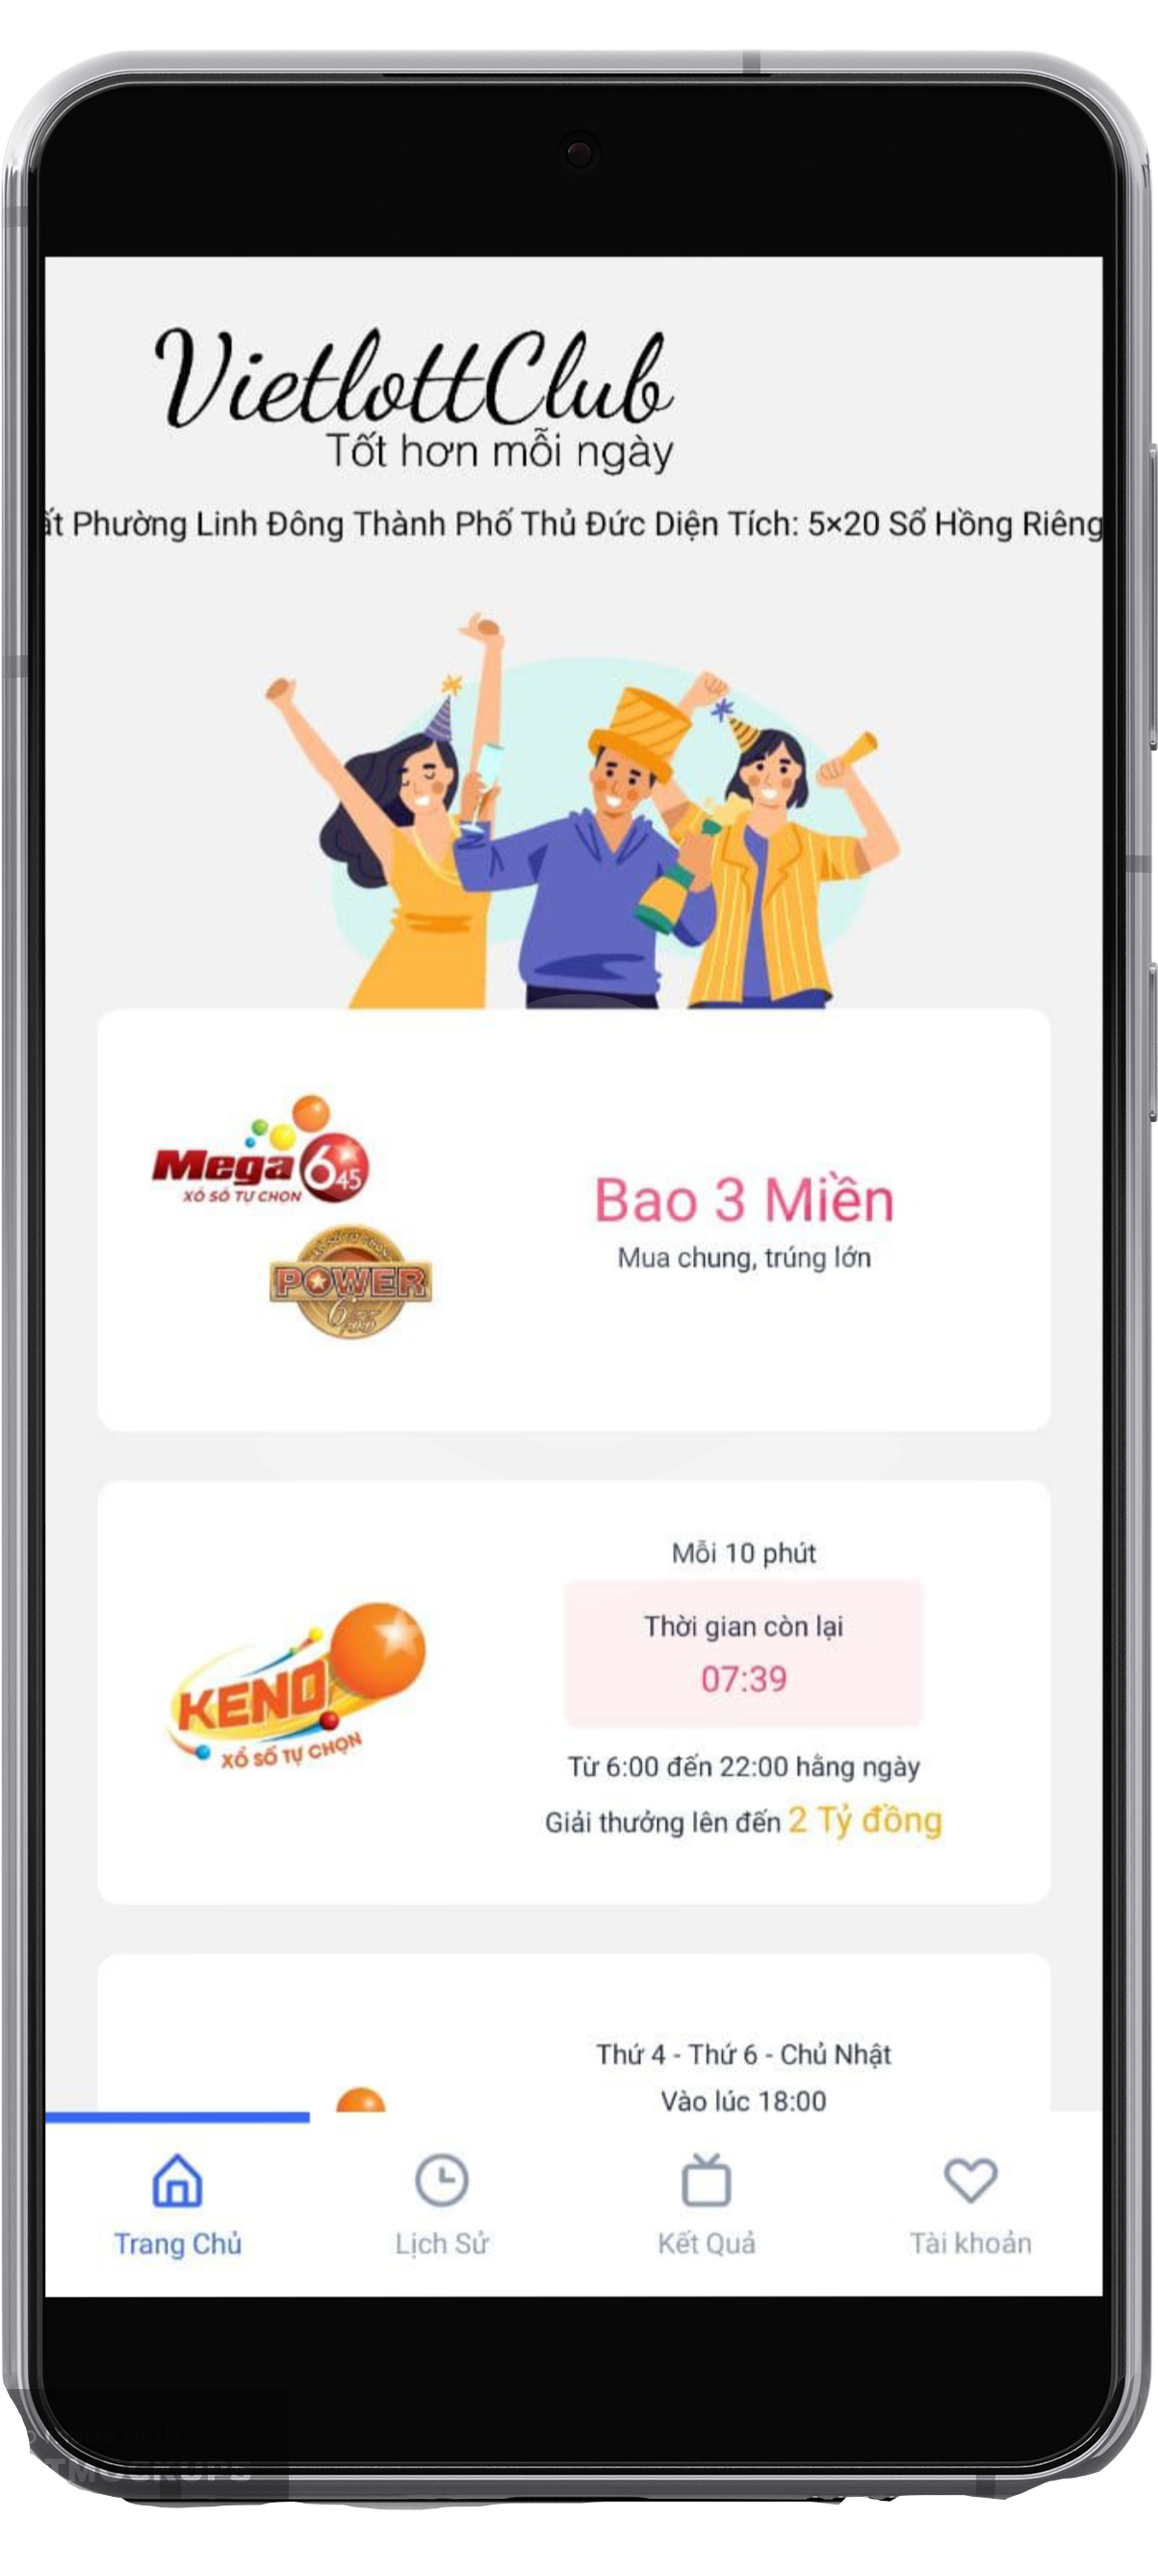 VietlottClub
Tốt hơn mỗi ngày
Phường Linh Đông Thành Phố Thủ Đức Diện Tích: 5×20 Sổ Hồng Riêng
Mega 6/45
XỔ SỐ TỰ CHỌN
POWER
6
Bao 3 Miền
Mua chung, trúng lớn
KENO
XỔ SỐ TỰ CHỌN
Mỗi 10 phút
Thời gian còn lại
07:39
Từ 6:00 đến 22:00 hằng ngày
Giải thưởng lên đến 2 Tỷ đồng
Thứ 4 - Thứ 6 - Chủ Nhật
Vào lúc 18:00
Trang Chủ
Lịch Sử
Kết Quả
Tài khoản
made with
MOCKUPS